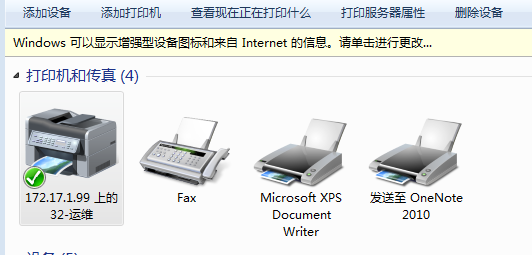 添加设备 添加打印机 查看现在正在打印什么 打印服务器属性 删除设备
Windows 可以显示增强型设备图标和来自 Internet 的信息。请单击进行更改...
打印机和传真 (4)
172.17.1.99 上的
32-运维
Fax
Microsoft XPS
Document
Writer
发送至 OneNote
2010